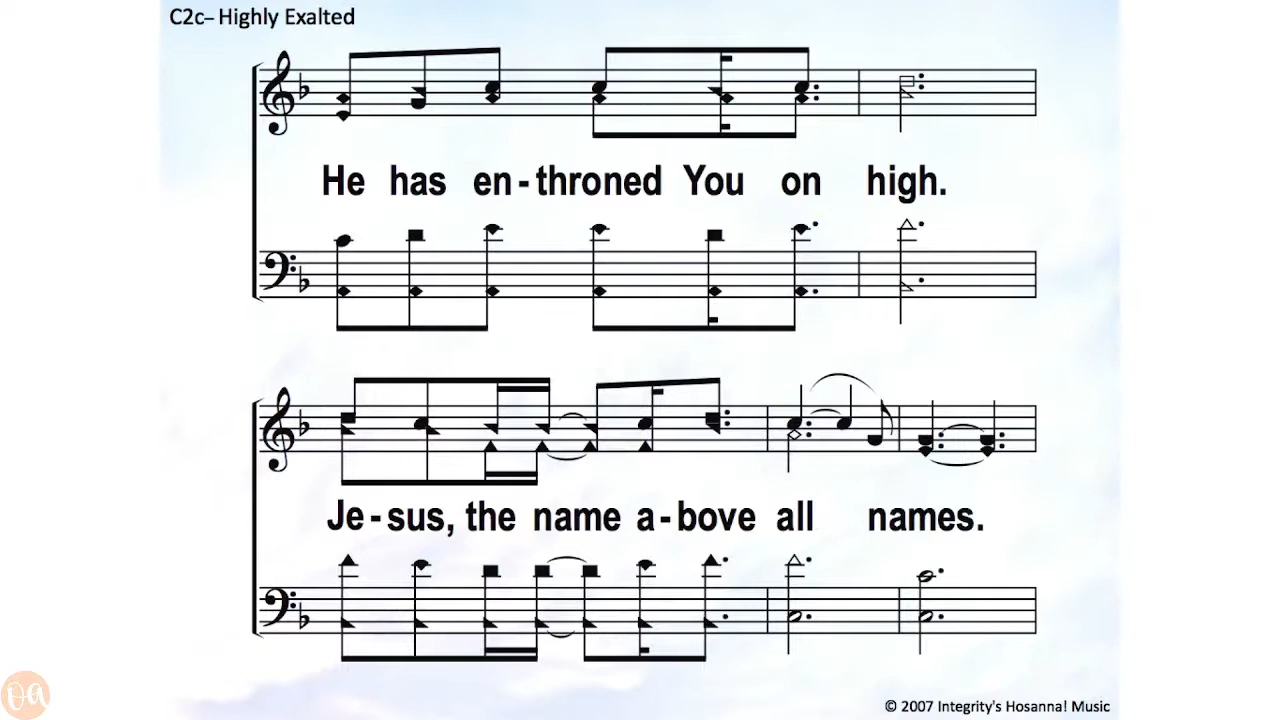 C2c– Highly Exalted
He has en-throned You on high.
Je-sus, the name a-bove all names.
oa
© 2007 Integrity's Hosanna! Music